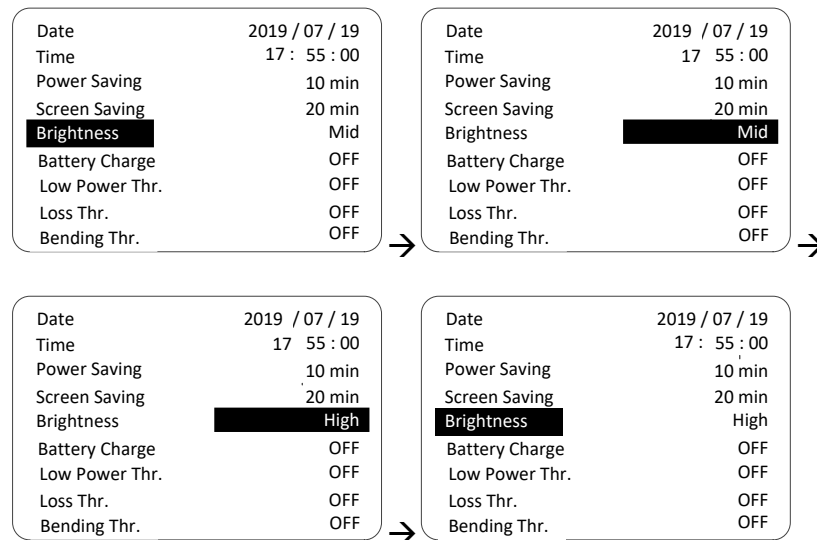 Date 2019 / 07 / 19
Time 17 : 55 : 00
Power Saving 10 min
Screen Saving 20 min
Brightness Mid
Battery Charge OFF
Low Power Thr. OFF
Loss Thr. OFF
Bending Thr. OFF
→
Date 2019 / 07 / 19
Time 17 55 : 00
Power Saving 10 min
Screen Saving 20 min
Brightness Mid
Battery Charge OFF
Low Power Thr. OFF
Loss Thr. OFF
Bending Thr. OFF
→
Date 2019 / 07 / 19
Time 17 55 : 00
Power Saving 10 min
Screen Saving 20 min
Brightness High
Battery Charge OFF
Low Power Thr. OFF
Loss Thr. OFF
Bending Thr. OFF
→
Date 2019 / 07 / 19
Time 17 : 55 : 00
Power Saving 10 min
Screen Saving 20 min
Brightness High
Battery Charge OFF
Low Power Thr. OFF
Loss Thr. OFF
Bending Thr. OFF